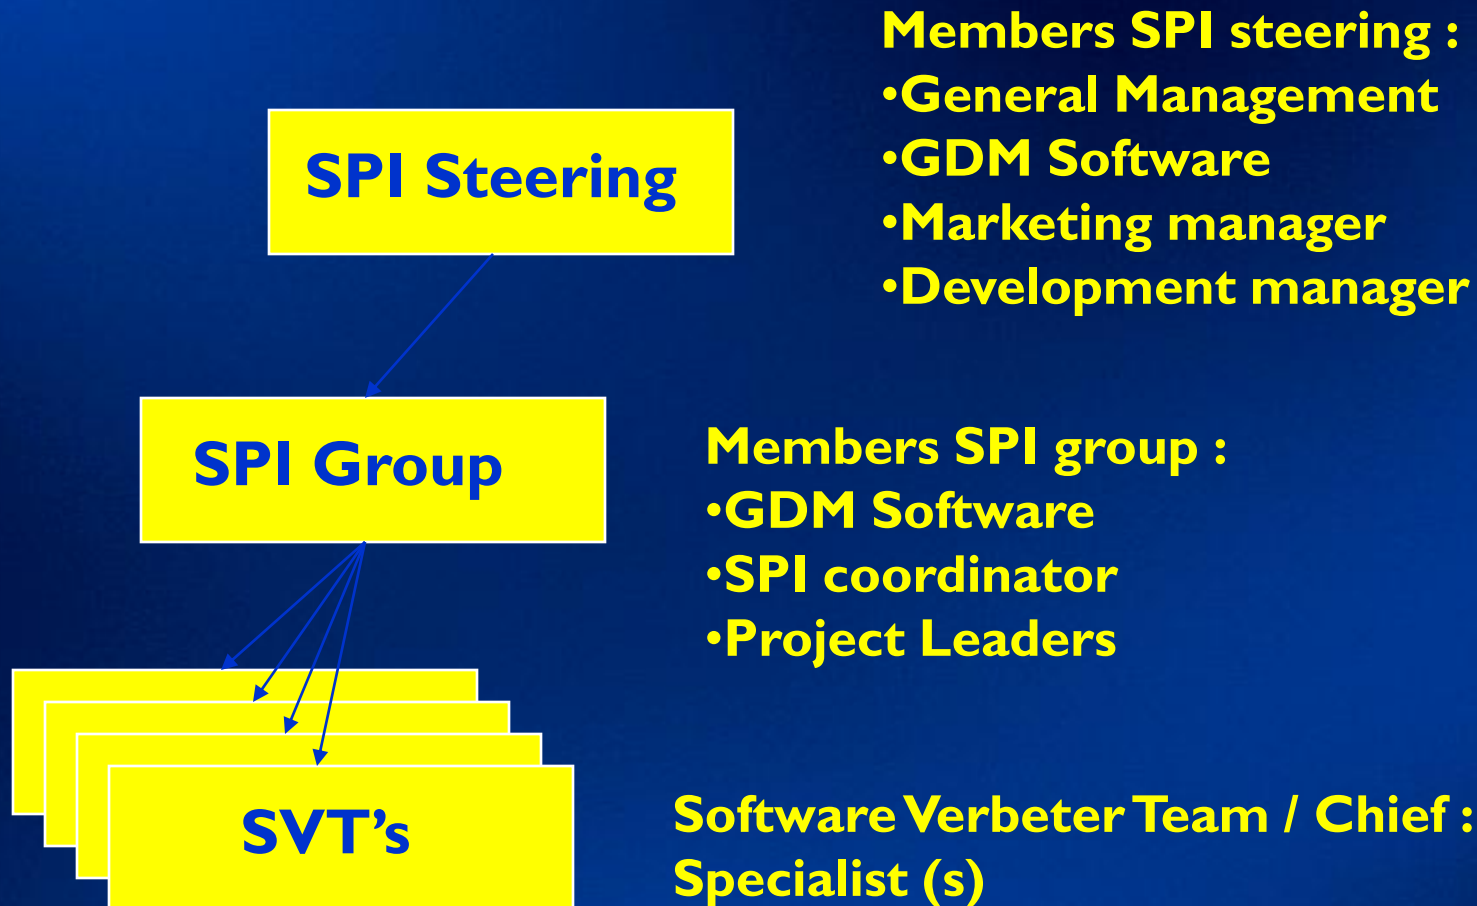 Members SPI steering :
•General Management
SPI Steering
•GDM Software
•Marketing manager
•Development manager
SPI Group
Members SPI group :
•GDM Software
•SPI coordinator
•Project Leaders
SVT’s
Software Verbeter Team / Chief :
Specialist (s)